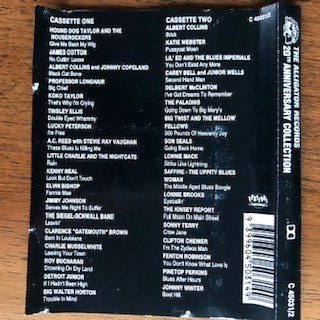 CASSETTE ONE
HOUND DOG TAYLOR AND THE
HOUSEROCKERS
Give Me Back My Wig
JAMES COTTON
No Cuttin' Loose
ALBERT COLLINS and JOHNNY COPELAND
Black Cat Bone
PROFESSOR LONGHAIR
Big Chief
KOKO TAYLOR
That's Why I'm Crying
TINSLEY ELLIS
Double Eyed Whammy
LUCKY PETERSON
I'm Free
A.C. REED with STEVE RAY VAUGHAN
These Blues Is Killing Me
LITTLE CHARLIE AND THE NIGHTCATS
Rain
KENNY NEAL
Look But Don't Touch
ELVIN BISHOP
Fannie Mae
JIMMY JOHNSON
Serves Me Right To Suffer
THE SIEGEL-SCHWALL BAND
Leavin'
CLARENCE "GATEMOUTH" BROWN
Born In Louisiana
CHARLIE MUSSELWHITE
Leaving Your Town
ROY BUCHANAN
Drowning On Dry Land
DETROIT JUNIOR
If I Hadn't Been High
BIG WALTER HORTON
Trouble In Mind
CASSETTE TWO
ALBERT COLLINS
Brick
KATIE WEBSTER
Pussycat Moan
LIL' ED AND THE BLUES IMPERIALS
You Don't Exist Any More
CAREY BELL and JUNIOR WELLS
Second Hand Man
DELBERT McCLINTON
I've Got Dreams To Remember
THE PALADINS
Going Down To Big Mary's
BIG TWIST AND THE MELLOW
FELLOWS
300 Pounds Of Heavenly Joy
SON SEALS
Going Back Home
LONNIE MACK
Strike Like Lightning
SAFFIRE - THE UPPITY BLUES
WOMAN
The Middle Aged Blues Boogie
LONNIE BROOKS
Eyeballin'
THE KINSEY REPORT
Full Moon On Main Street
SONNY TERRY
Crow Jane
CLIFTON CHENIER
I'm The Zydeco Man
FENTON ROBINSON
You Don't Know What Love Is
PINETOP PERKINS
Blues After Hours
JOHNNY WINTER
Boot Hill
C 45031/2
THE ALLIGATOR RECORDS
20TH ANNIVERSARY COLLECTION
C 45031/2